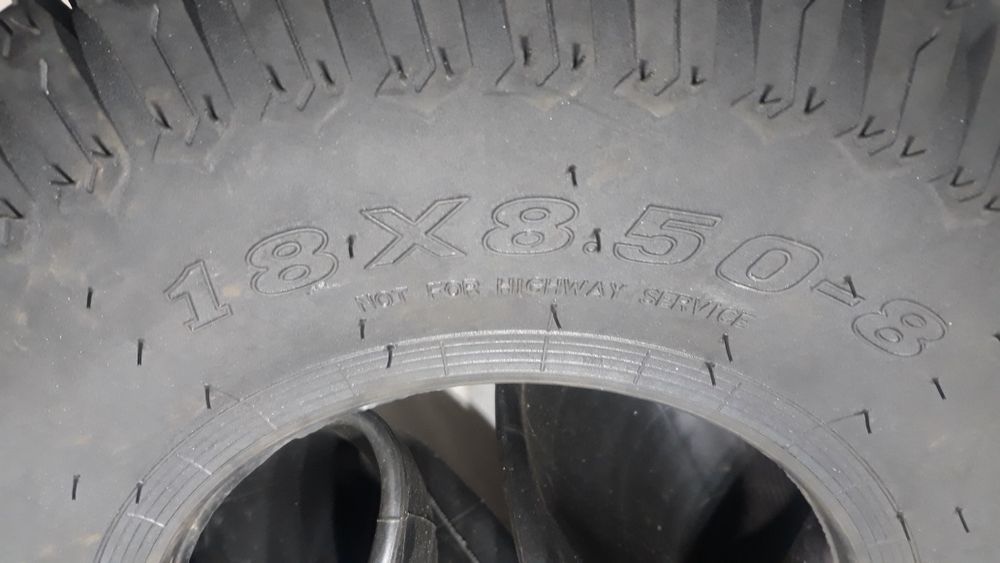 18X8.50-8
NOT FOR HIGHWAY SERVICE